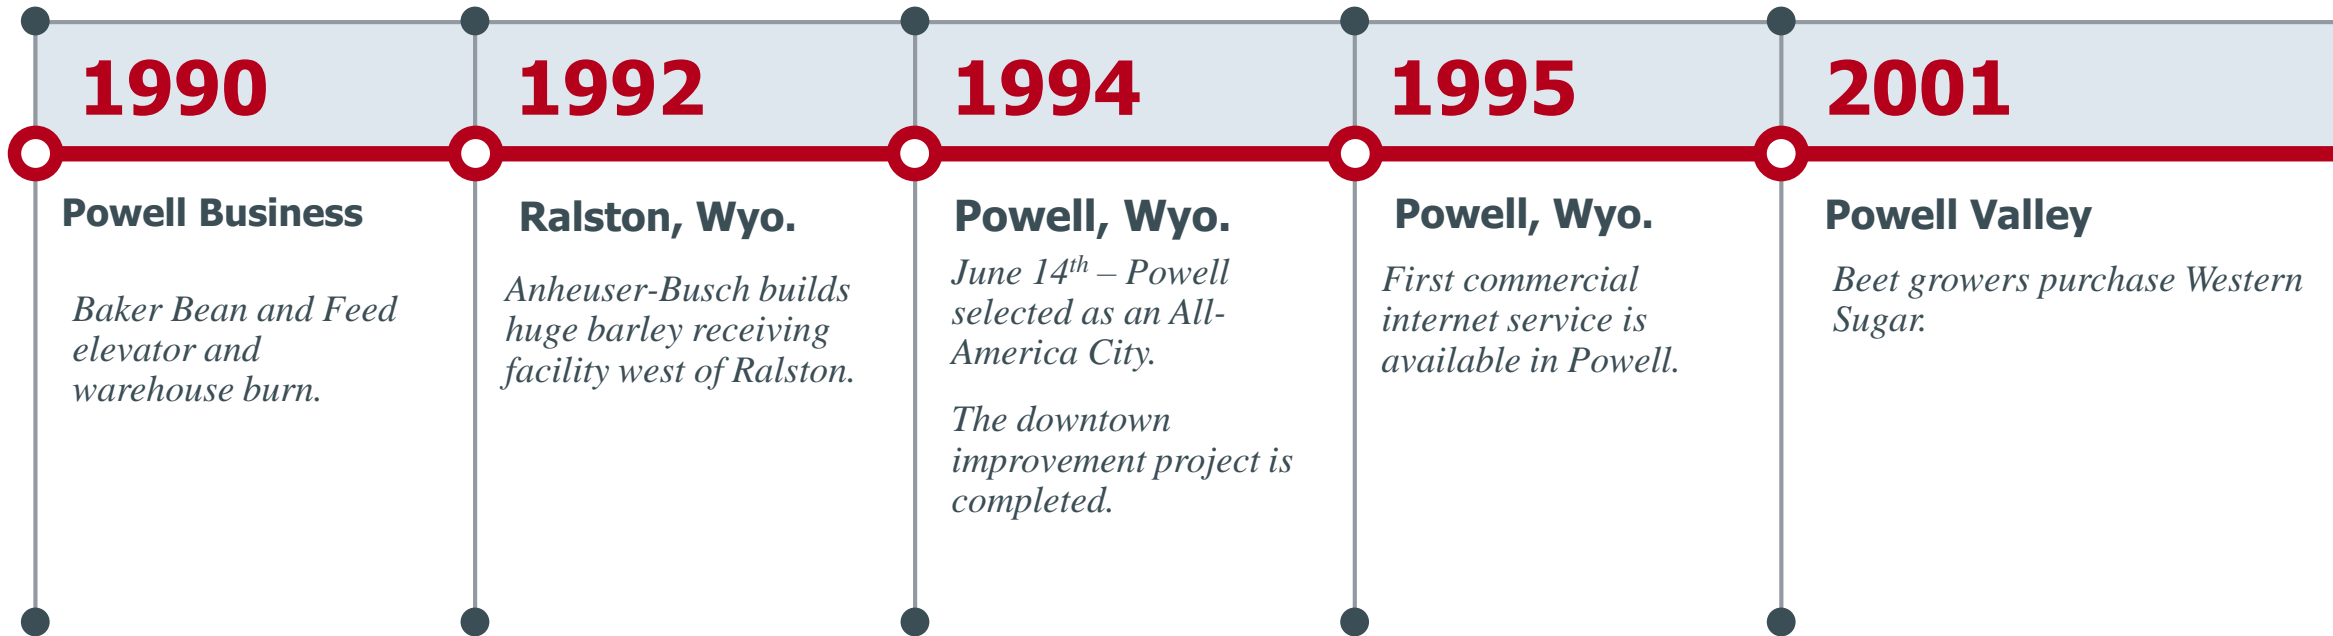 1990
Powell Business
Baker Bean and Feed
elevator and
warehouse burn.
1992
Ralston, Wyo.
Anheuser-Busch builds
huge barley receiving
facility west of Ralston.
1994
Powell, Wyo.
June 14th – Powell
selected as an All-
America City.
The downtown
improvement project is
completed.
1995
Powell, Wyo.
First commercial
internet service is
available in Powell.
2001
Powell Valley
Beet growers purchase Western
Sugar.